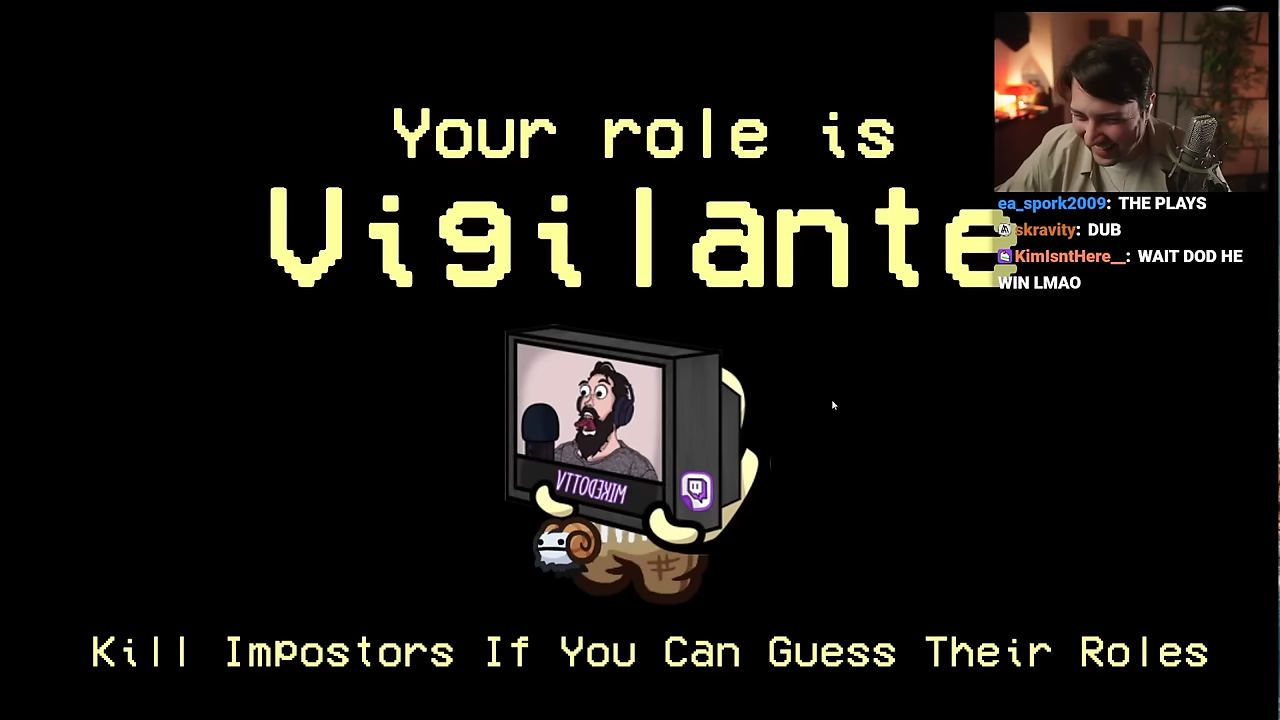 Your role is
Vigilante
ea_spork2009: THE PLAYS
skravity: DUB
KimIsntHere__: WAIT DOD HE
WIN LMAO
MIKEDOTTV
Kill Impostors If You Can Guess Their Roles